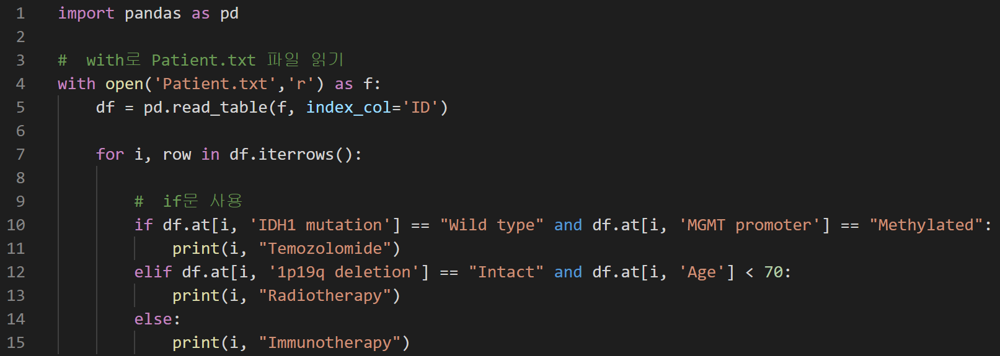 1 import pandas as pd
2
3 #  with로 Patient.txt 파일 읽기
4 with open('Patient.txt','r') as f:
5     df = pd.read_table(f, index_col='ID')
6
7     for i, row in df.iterrows():
8
9         #  if문 사용
10         if df.at[i, 'IDH1 mutation'] == "Wild type" and df.at[i, 'MGMT promoter'] == "Methylated":
11             print(i, "Temozolomide")
12         elif df.at[i, '1p19q deletion'] == "Intact" and df.at[i, 'Age'] < 70:
13             print(i, "Radiotherapy")
14         else:
15             print(i, "Immunotherapy")